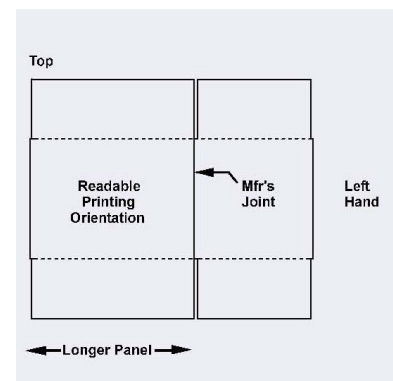 Top
Readable
Printing
Orientation
Mfr's
Joint
Left
Hand
Longer Panel